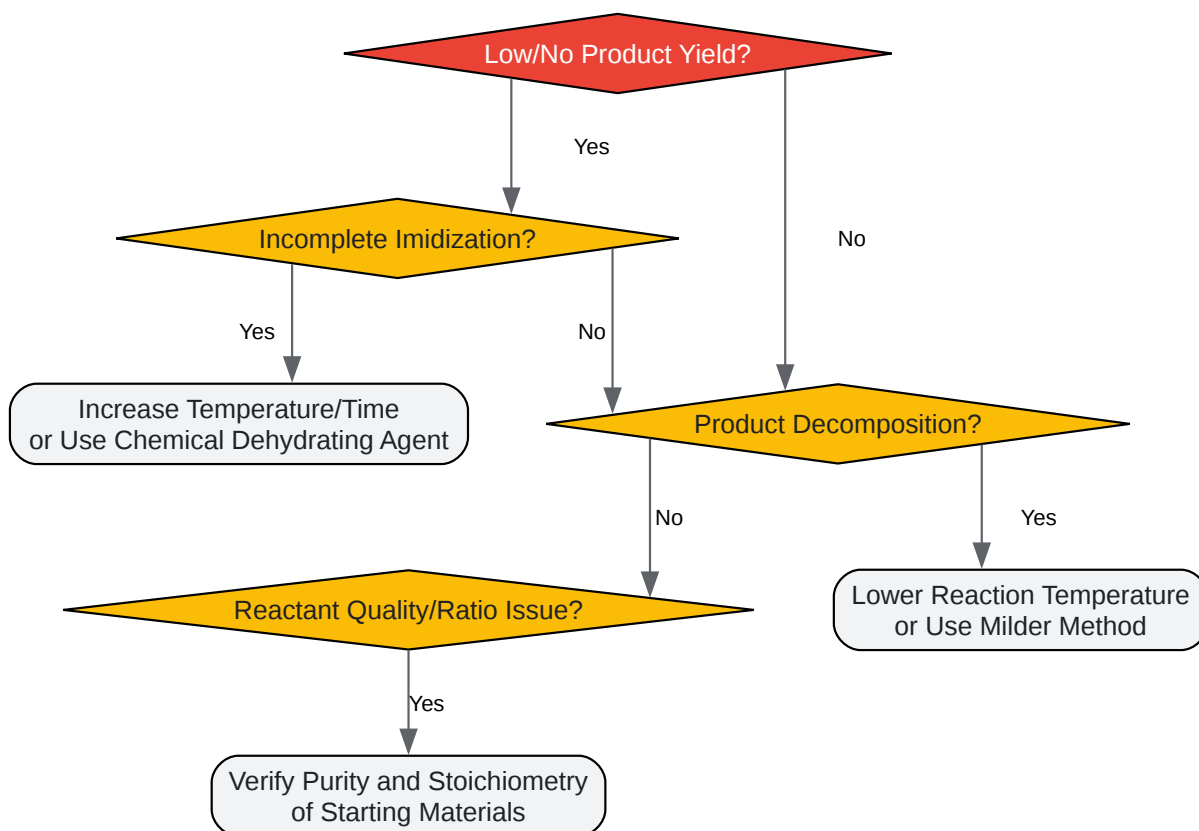 Low/No Product Yield?
Yes
Incomplete Imidization?
No
Yes
No
Increase Temperature/Time
or Use Chemical Dehydrating Agent
Product Decomposition?
No
Yes
Reactant Quality/Ratio Issue?
Lower Reaction Temperature
or Use Milder Method
Yes
Verify Purity and Stoichiometry
of Starting Materials